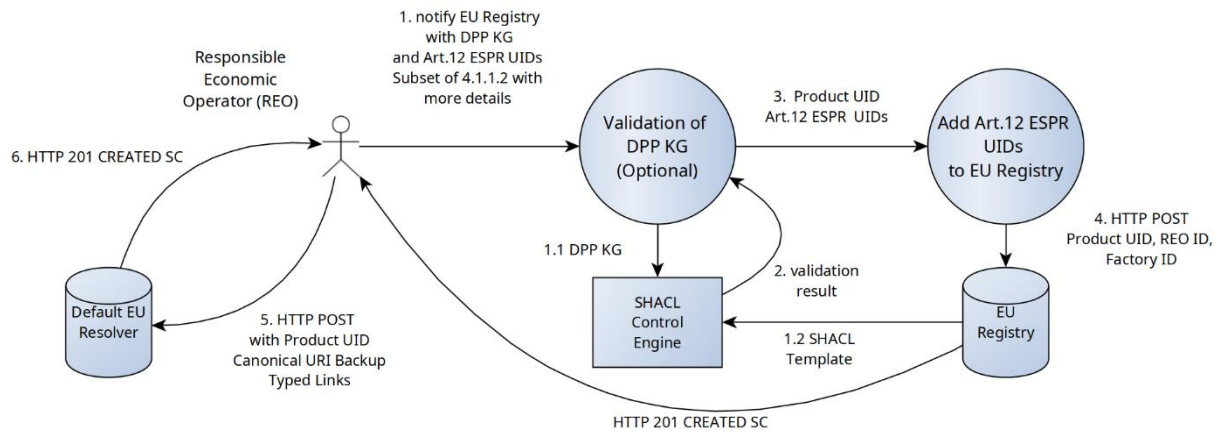 1. notify EU Registry
with DPP KG
and Art.12 ESPR UIDs
Subset of 4.1.1.2 with
more details
Responsible
Economic
Operator (REO)
6. HTTP 201 CREATED SC
Validation of
DPP KG
(Optional)
3. Product UID
Art.12 ESPR UIDs
Add Art.12 ESPR
UIDs
to EU Registry
4. HTTP POST
Product UID, REO ID,
Factory ID
1.1 DPP KG
2. validation
result
Default EU
Resolver
5. HTTP POST
with Product UID
Canonical URI Backup
Typed Links
SHACL
Control
Engine
1.2 SHACL
Template
EU
Registry
HTTP 201 CREATED SC